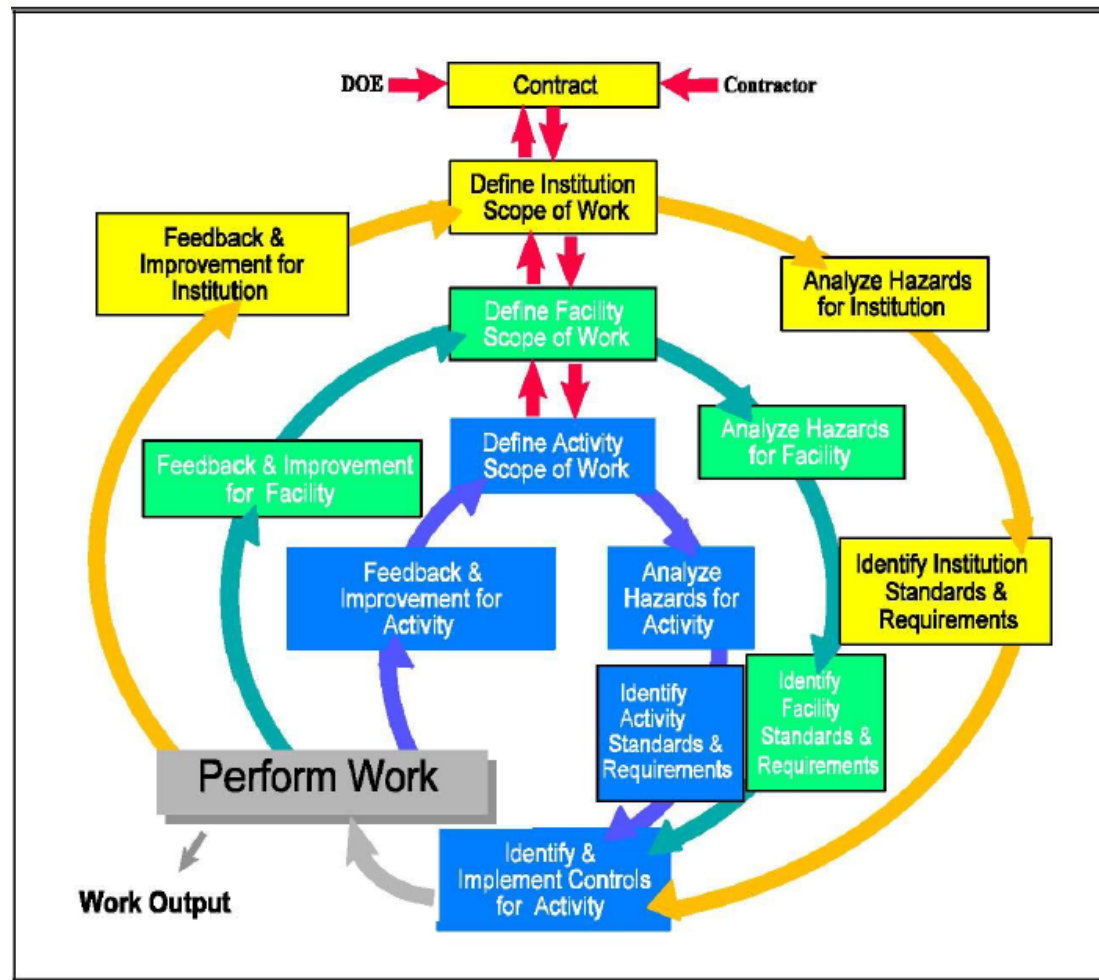 DOE
Contract
Contractor
Define Institution
Scope of Work
Feedback &
Improvement for
Institution
Analyze Hazards
for Institution
Define Facility
Scope of Work
Analyze Hazards
for Facility
Define Activity
Scope of Work
Feedback & Improvement
for Facility
Identify Institution
Standards &
Requirements
Feedback &
Improvement for
Activity
Analyze
Hazards for
Activity
Identify
Activity
Standards &
Requirements
Identify
Facility
Standards &
Requirements
Perform Work
Identify &
Implement Controls
for Activity
Work Output